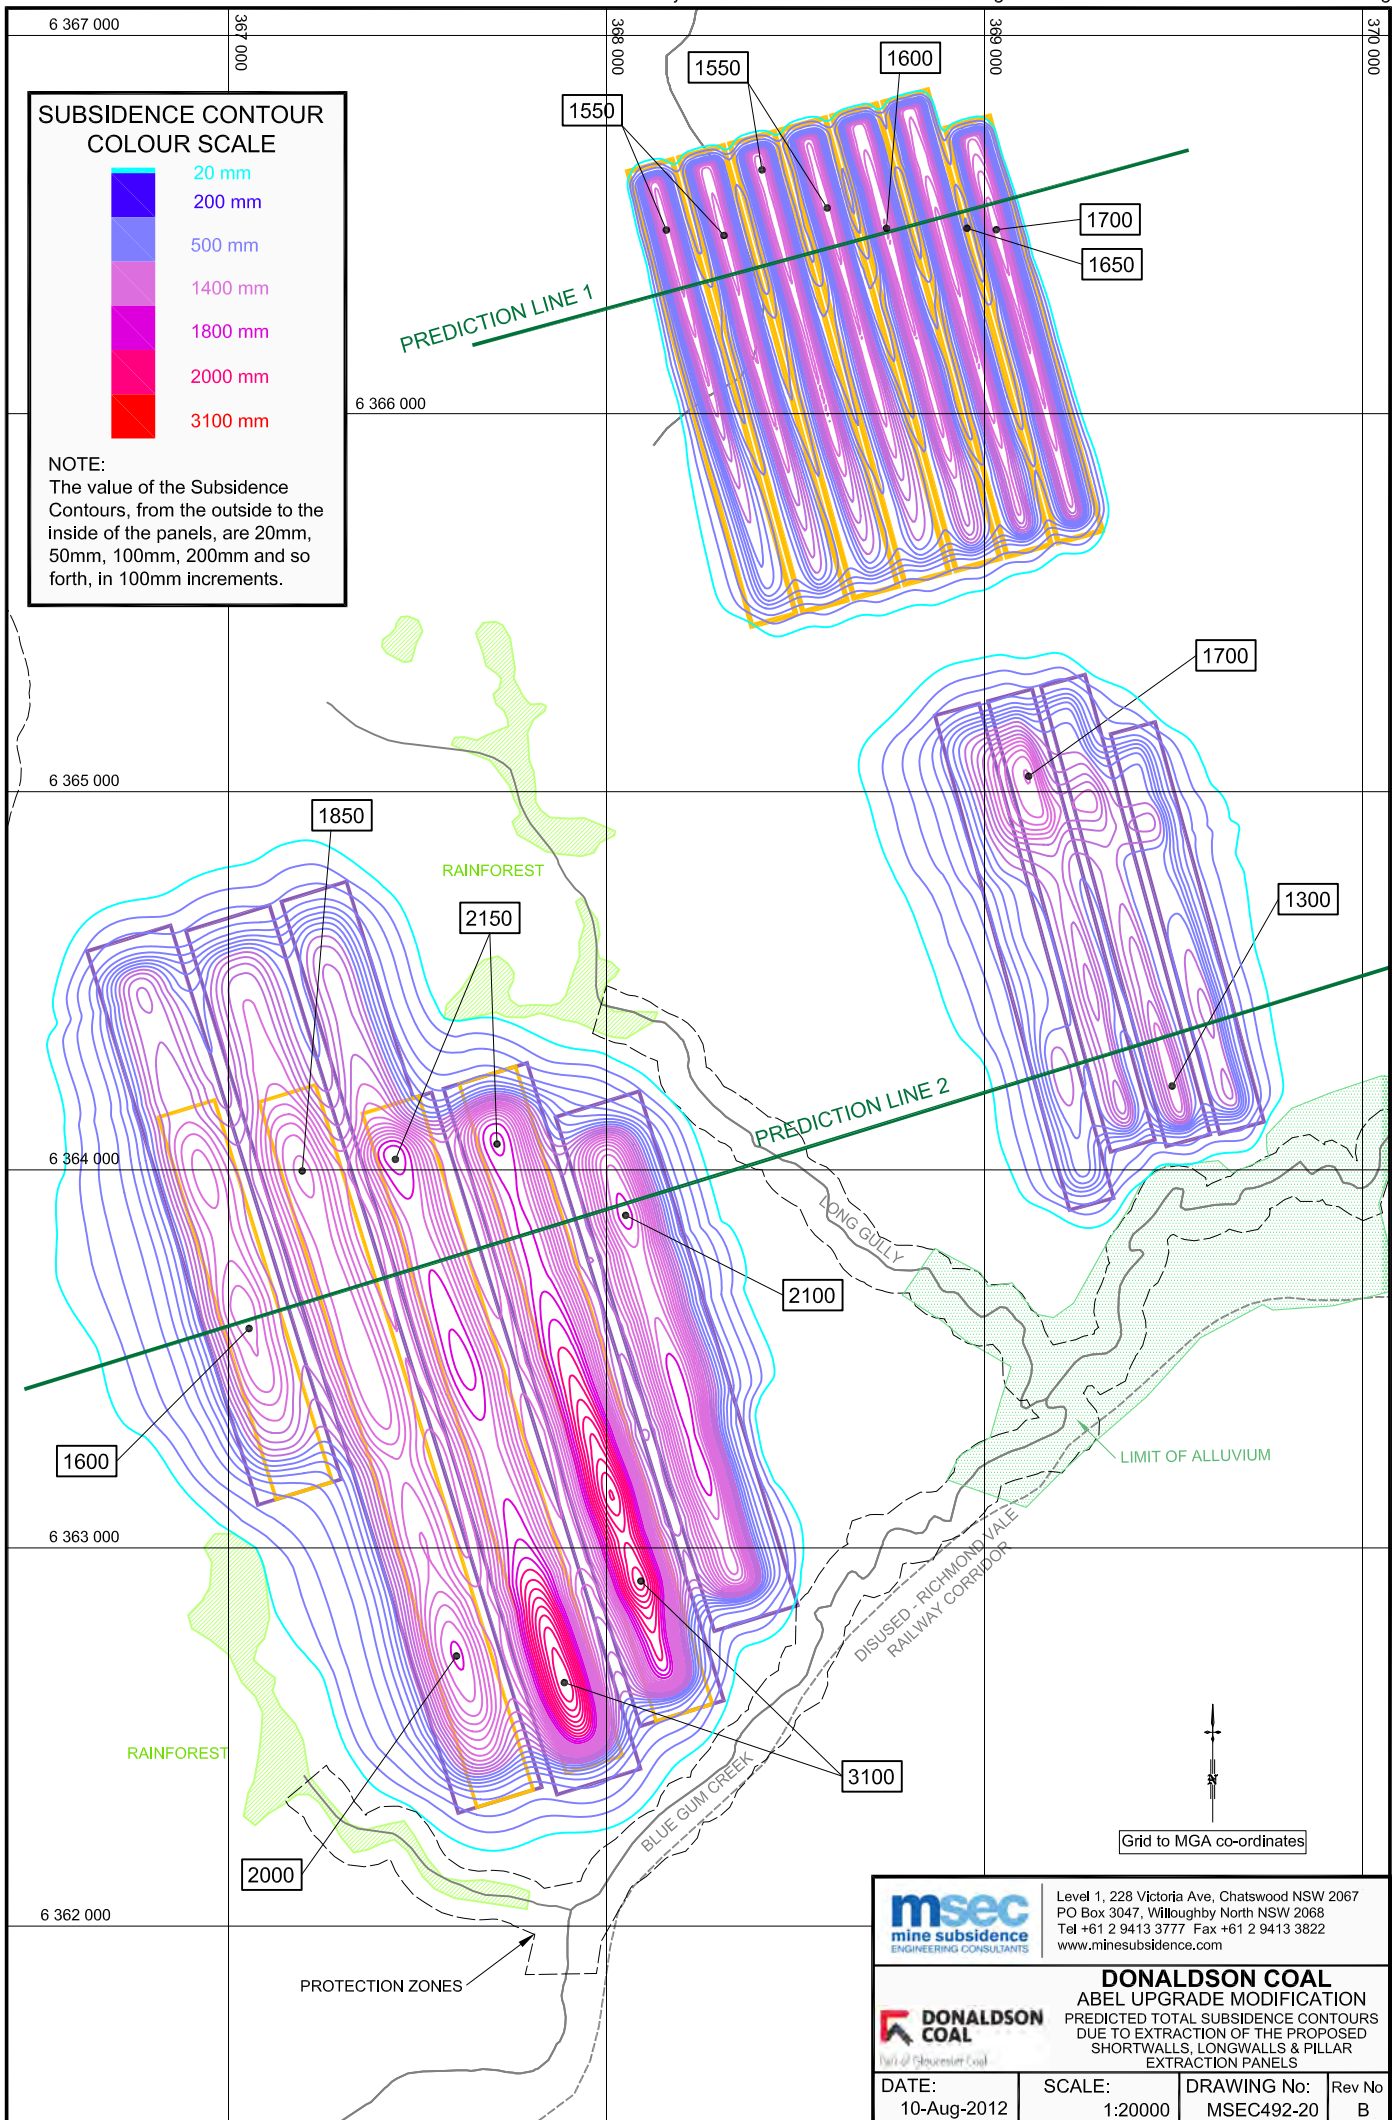 6 367 000
367 000
368 000
369 000
370 000
SUBSIDENCE CONTOUR
COLOUR SCALE
20 mm
200 mm
500 mm
1400 mm
1800 mm
2000 mm
3100 mm
NOTE:
The value of the Subsidence
Contours, from the outside to the
inside of the panels, are 20mm,
50mm, 100mm, 200mm and so
forth, in 100mm increments.
1550
1550
1600
1700
1650
PREDICTION LINE 1
6 366 000
1700
6 365 000
1850
RAINFOREST
2150
1300
PREDICTION LINE 2
6 364 000
LONG GULLY
2100
1600
LIMIT OF ALLUVIUM
6 363 000
DISUSED - RICHMOND VALE
RAILWAY CORRIDOR
RAINFOREST
3100
BLUE GUM CREEK
2000
N
Grid to MGA co-ordinates
6 362 000
PROTECTION ZONES
msec
mine subsidence
ENGINEERING CONSULTANTS
Level 1, 228 Victoria Ave, Chatswood NSW 2067
PO Box 3047, Willoughby North NSW 2068
Tel +61 2 9413 3777 Fax +61 2 9413 3822
www.minesubsidence.com
DONALDSON
COAL
Part of Gloucester Coal
DONALDSON COAL
ABEL UPGRADE MODIFICATION
PREDICTED TOTAL SUBSIDENCE CONTOURS
DUE TO EXTRACTION OF THE PROPOSED
SHORTWALLS, LONGWALLS & PILLAR
EXTRACTION PANELS
DATE:
10-Aug-2012
SCALE:
1:20000
DRAWING No:
MSEC492-20
Rev No
B